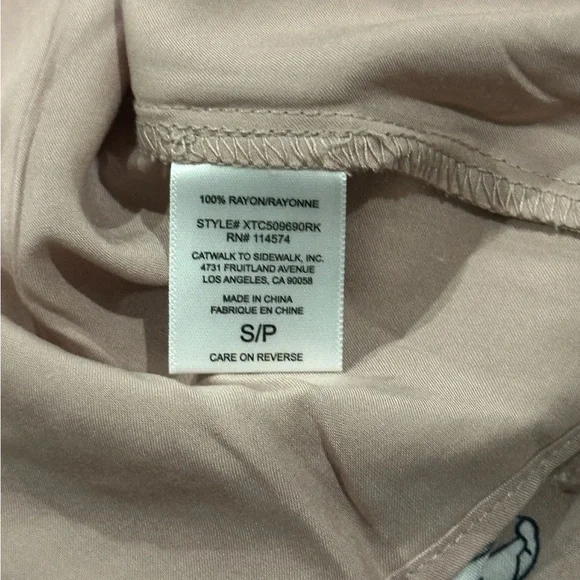 100% RAYON/RAYONNE
STYLE# XTC509690RK
RN# 114574
CATWALK TO SIDEWALK, INC.
4731 FRUITLAND AVENUE
LOS ANGELES, CA 90058
MADE IN CHINA
FABRIQUE EN CHINE
S/P
CARE ON REVERSE